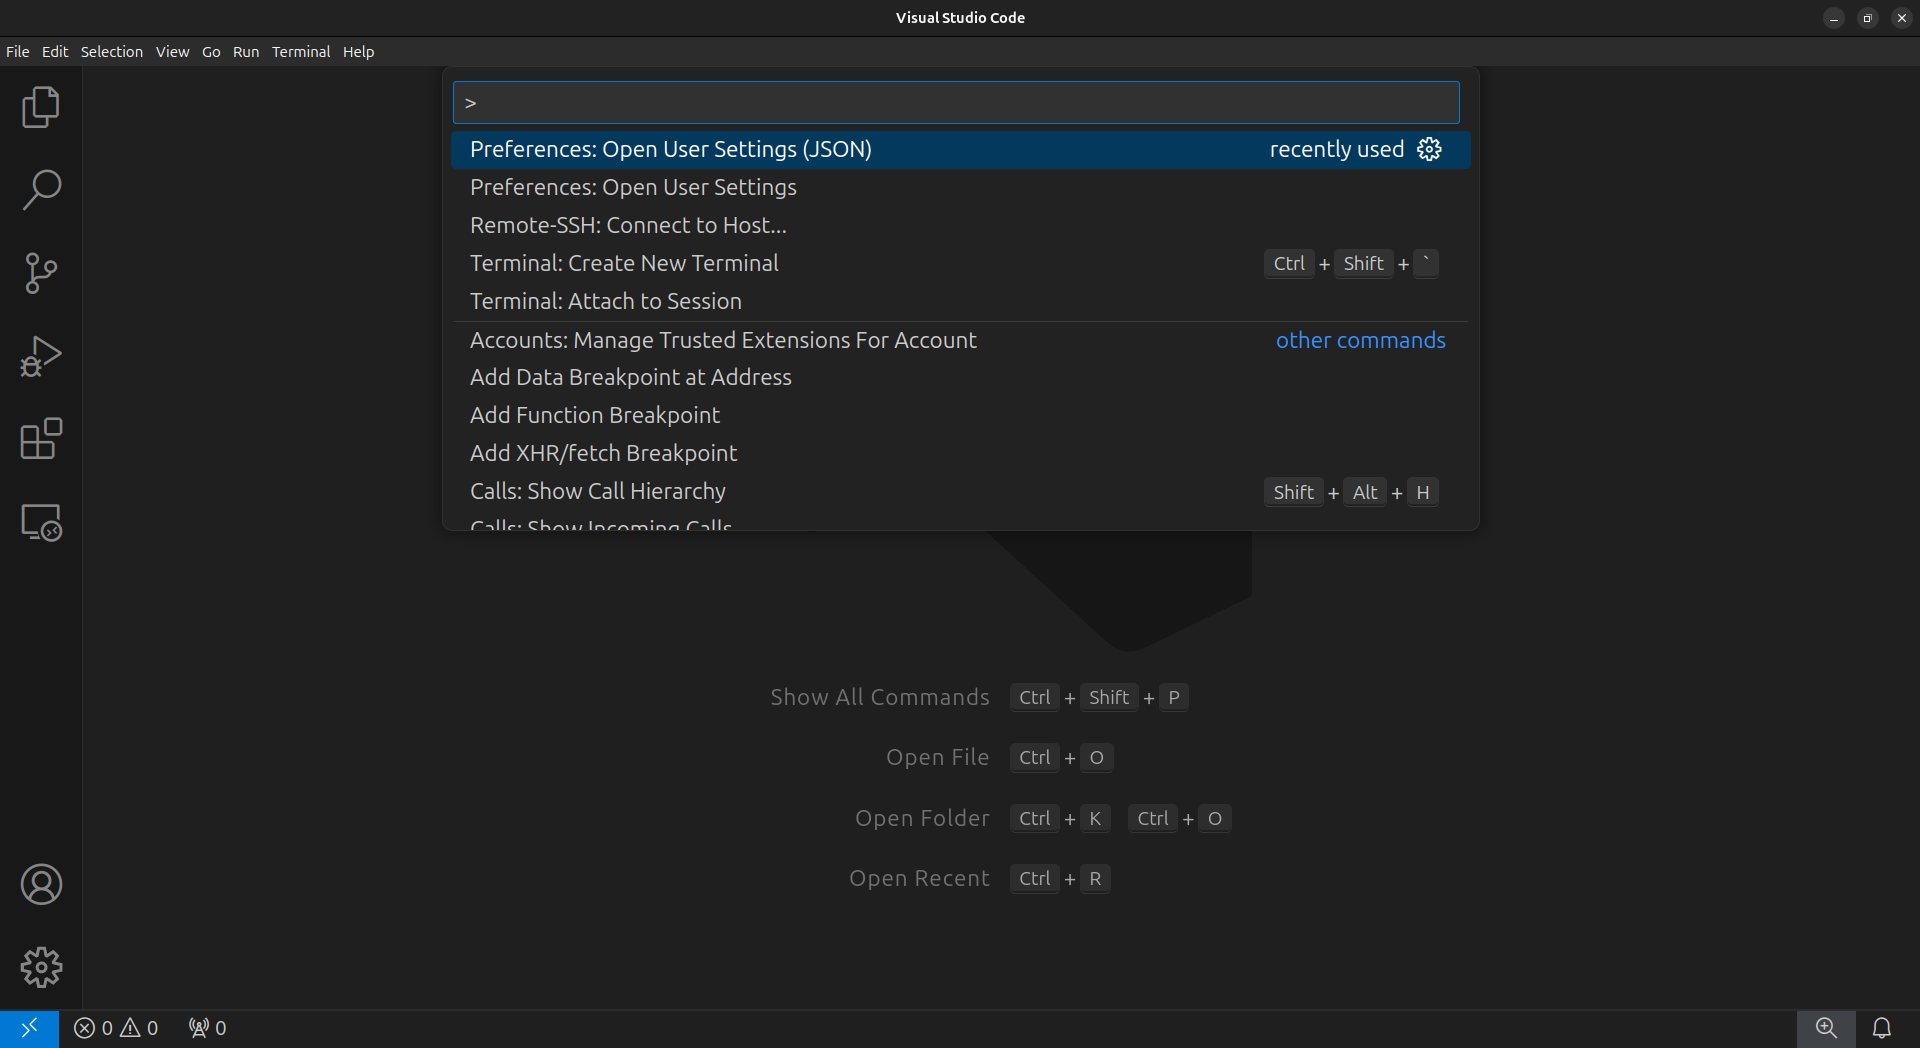 Visual Studio Code
File Edit Selection View Go Run Terminal Help
>
Preferences: Open User Settings (JSON) recently used
Preferences: Open User Settings
Remote-SSH: Connect to Host...
Terminal: Create New Terminal Ctrl + Shift + `
Terminal: Attach to Session
Accounts: Manage Trusted Extensions For Account other commands
Add Data Breakpoint at Address
Add Function Breakpoint
Add XHR/fetch Breakpoint
Calls: Show Call Hierarchy Shift + Alt + H
Calls: Show Incoming Calls
Show All Commands Ctrl + Shift + P
Open File Ctrl + O
Open Folder Ctrl + K Ctrl + O
Open Recent Ctrl + R
0 0 0